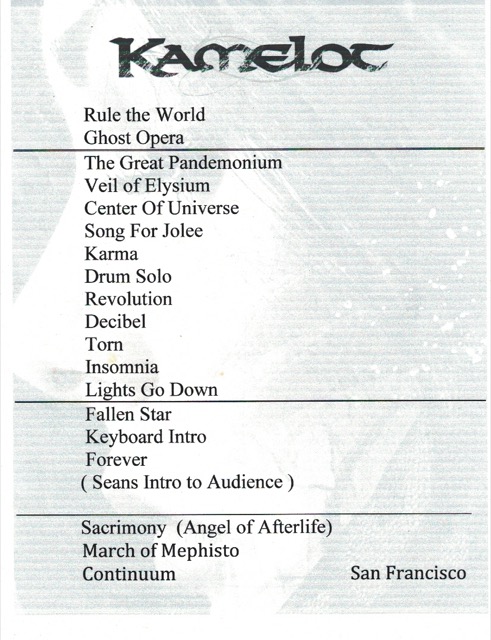 Kamelot
Rule the World
Ghost Opera
The Great Pandemonium
Veil of Elysium
Center Of Universe
Song For Jolee
Karma
Drum Solo
Revolution
Decibel
Torn
Insomnia
Lights Go Down
Fallen Star
Keyboard Intro
Forever
( Seans Intro to Audience )
Sacrimony  (Angel of Afterlife)
March of Mephisto
Continuum San Francisco